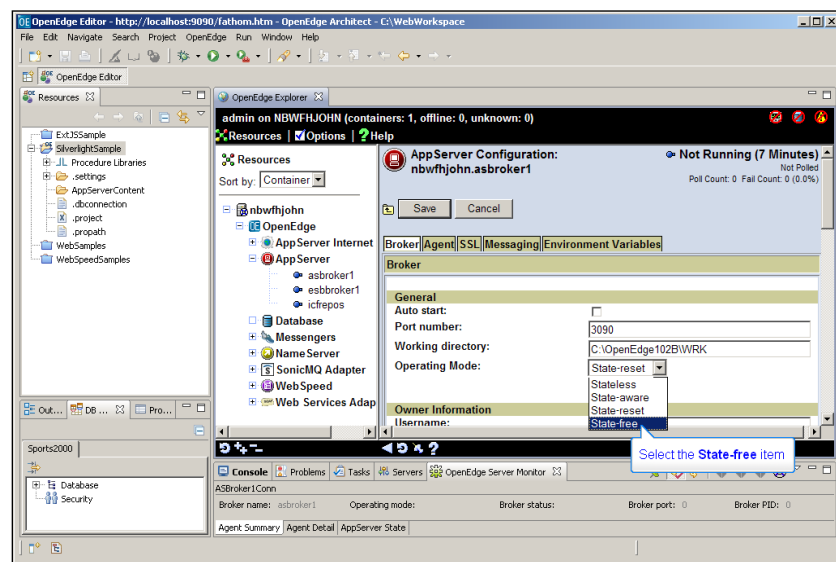 OpenEdge Editor - http://localhost:9090/fathom.htm - OpenEdge Architect - C:\WebWorkspace
File Edit Navigate Search Project OpenEdge Run Window Help
OpenEdge Editor
Resources
ExtJSSample
SilverlightSample
Procedure Libraries
.settings
AppServerContent
.dbconnection
.project
.propath
WebSamples
WebSpeedSamples
OpenEdge Explorer
admin on NBWFHJOHN (containers: 1, offline: 0, unknown: 0)
Resources | Options | Help
Resources
Sort by: Container
nbwfhjohn
OpenEdge
AppServer Internet
AppServer
asbroker1
esbbroker1
icfrepos
Database
Messengers
NameServer
SonicMQ Adapter
WebSpeed
Web Services Adap
AppServer Configuration:
nbwfhjohn.asbroker1
Not Running (7 Minutes)
Not Polled
Poll Count: 0 Fail Count: 0 (0.0%)
Save Cancel
Broker Agent SSL Messaging Environment Variables
Broker
General
Auto start:
Port number: 3090
Working directory: C:\OpenEdge102B\WRK
Operating Mode: State-reset
Stateless
State-aware
State-reset
State-free
Owner Information
Username:
Select the State-free item
Out... DB ... Pro...
Sports2000
Database
Security
Console Problems Tasks Servers OpenEdge Server Monitor
ASBroker1Conn
Broker name: asbroker1 Operating mode: Broker status: Broker port: 0 Broker PID: 0
Agent Summary Agent Detail AppServer State